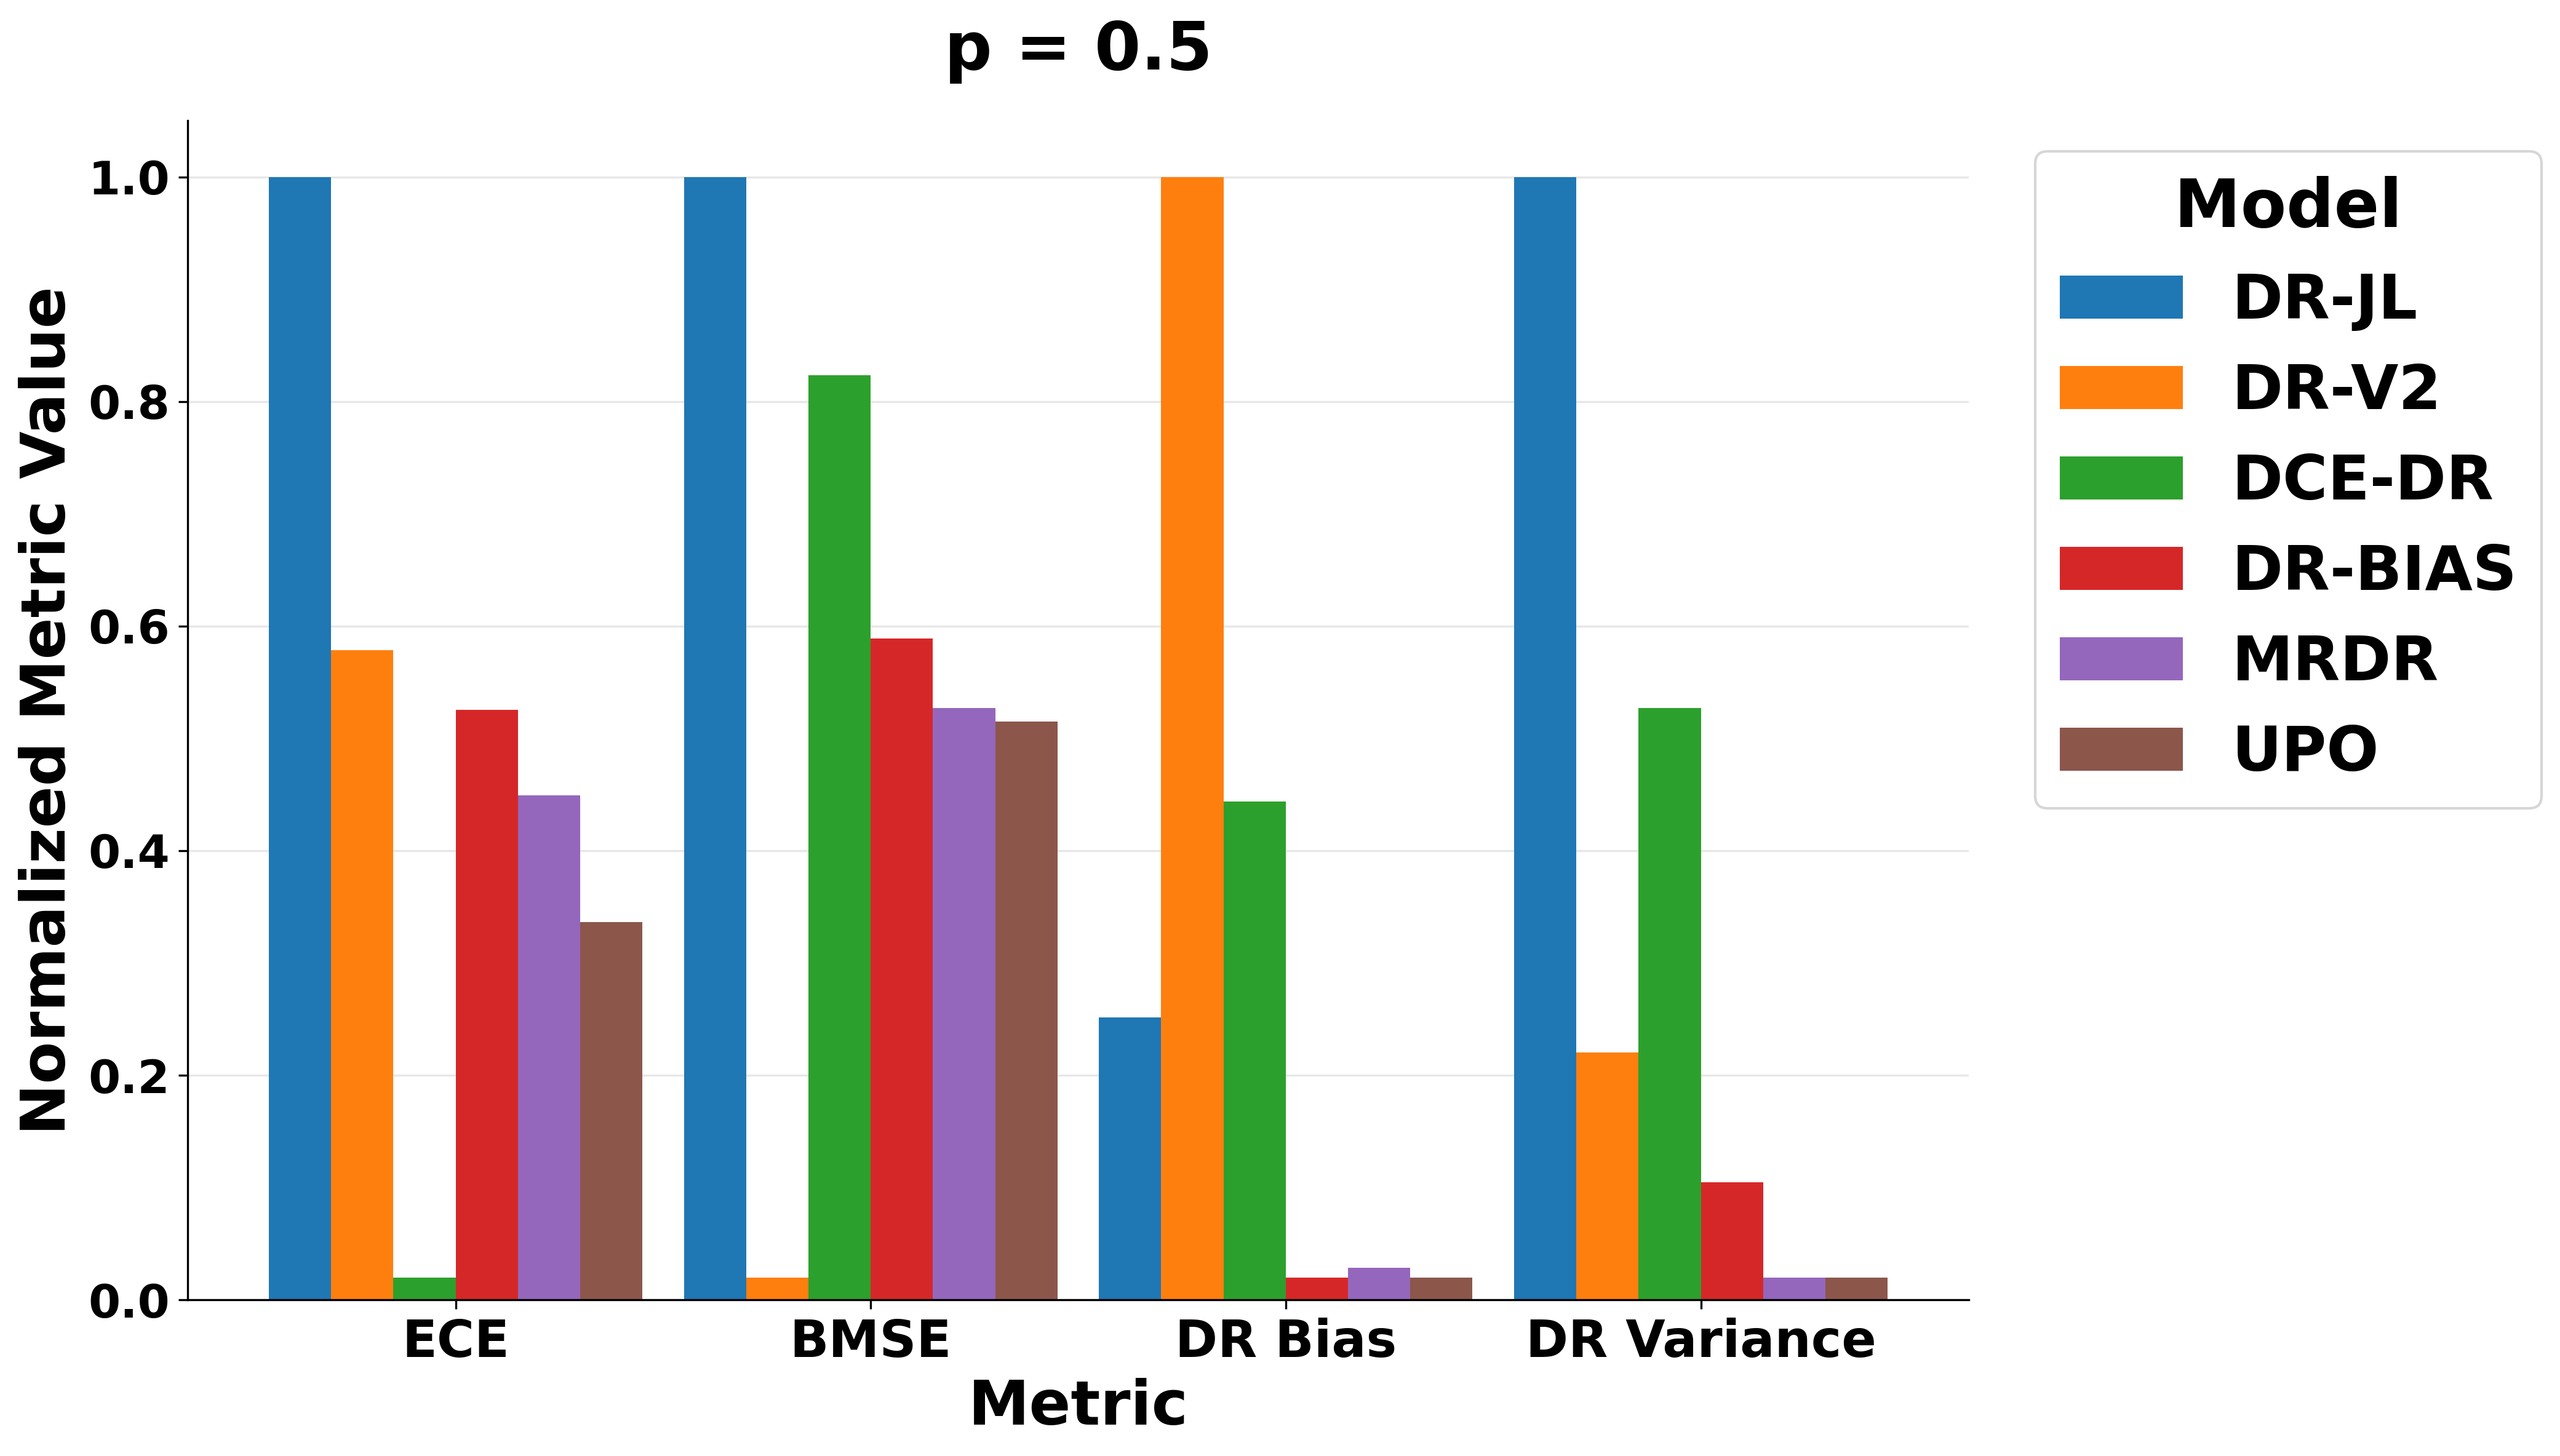 p = 0.5
Normalized Metric Value
1.0
0.8
0.6
0.4
0.2
0.0
ECE
BMSE
DR Bias
DR Variance
Metric
Model
DR-JL
DR-V2
DCE-DR
DR-BIAS
MRDR
UPO